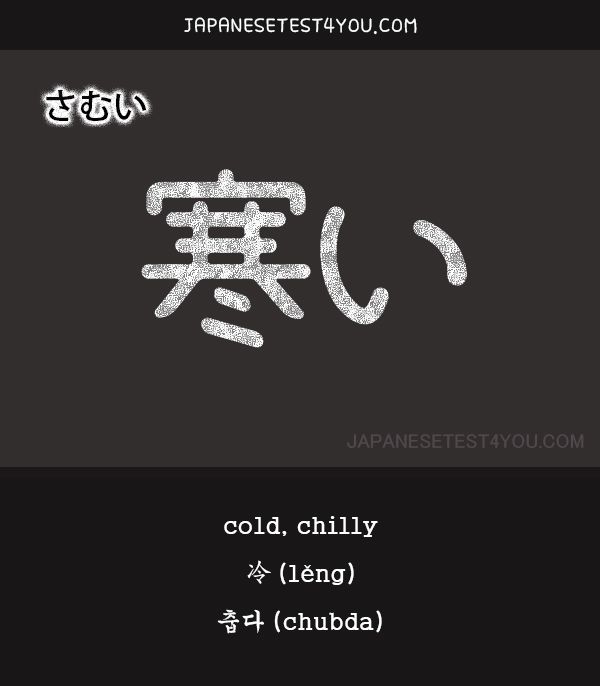 JAPANESETEST4YOU.COM
さむい
寒い
JAPANESETEST4YOU.COM
cold, chilly
冷 (lěng)
춥다 (chubda)